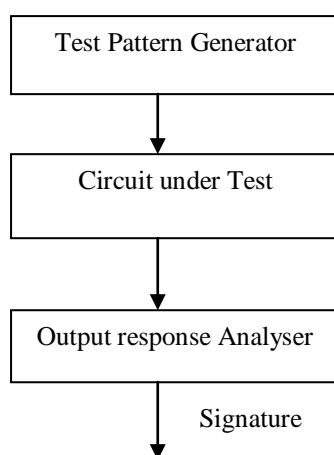 Test Pattern Generator
Circuit under Test
Output response Analyser
Signature